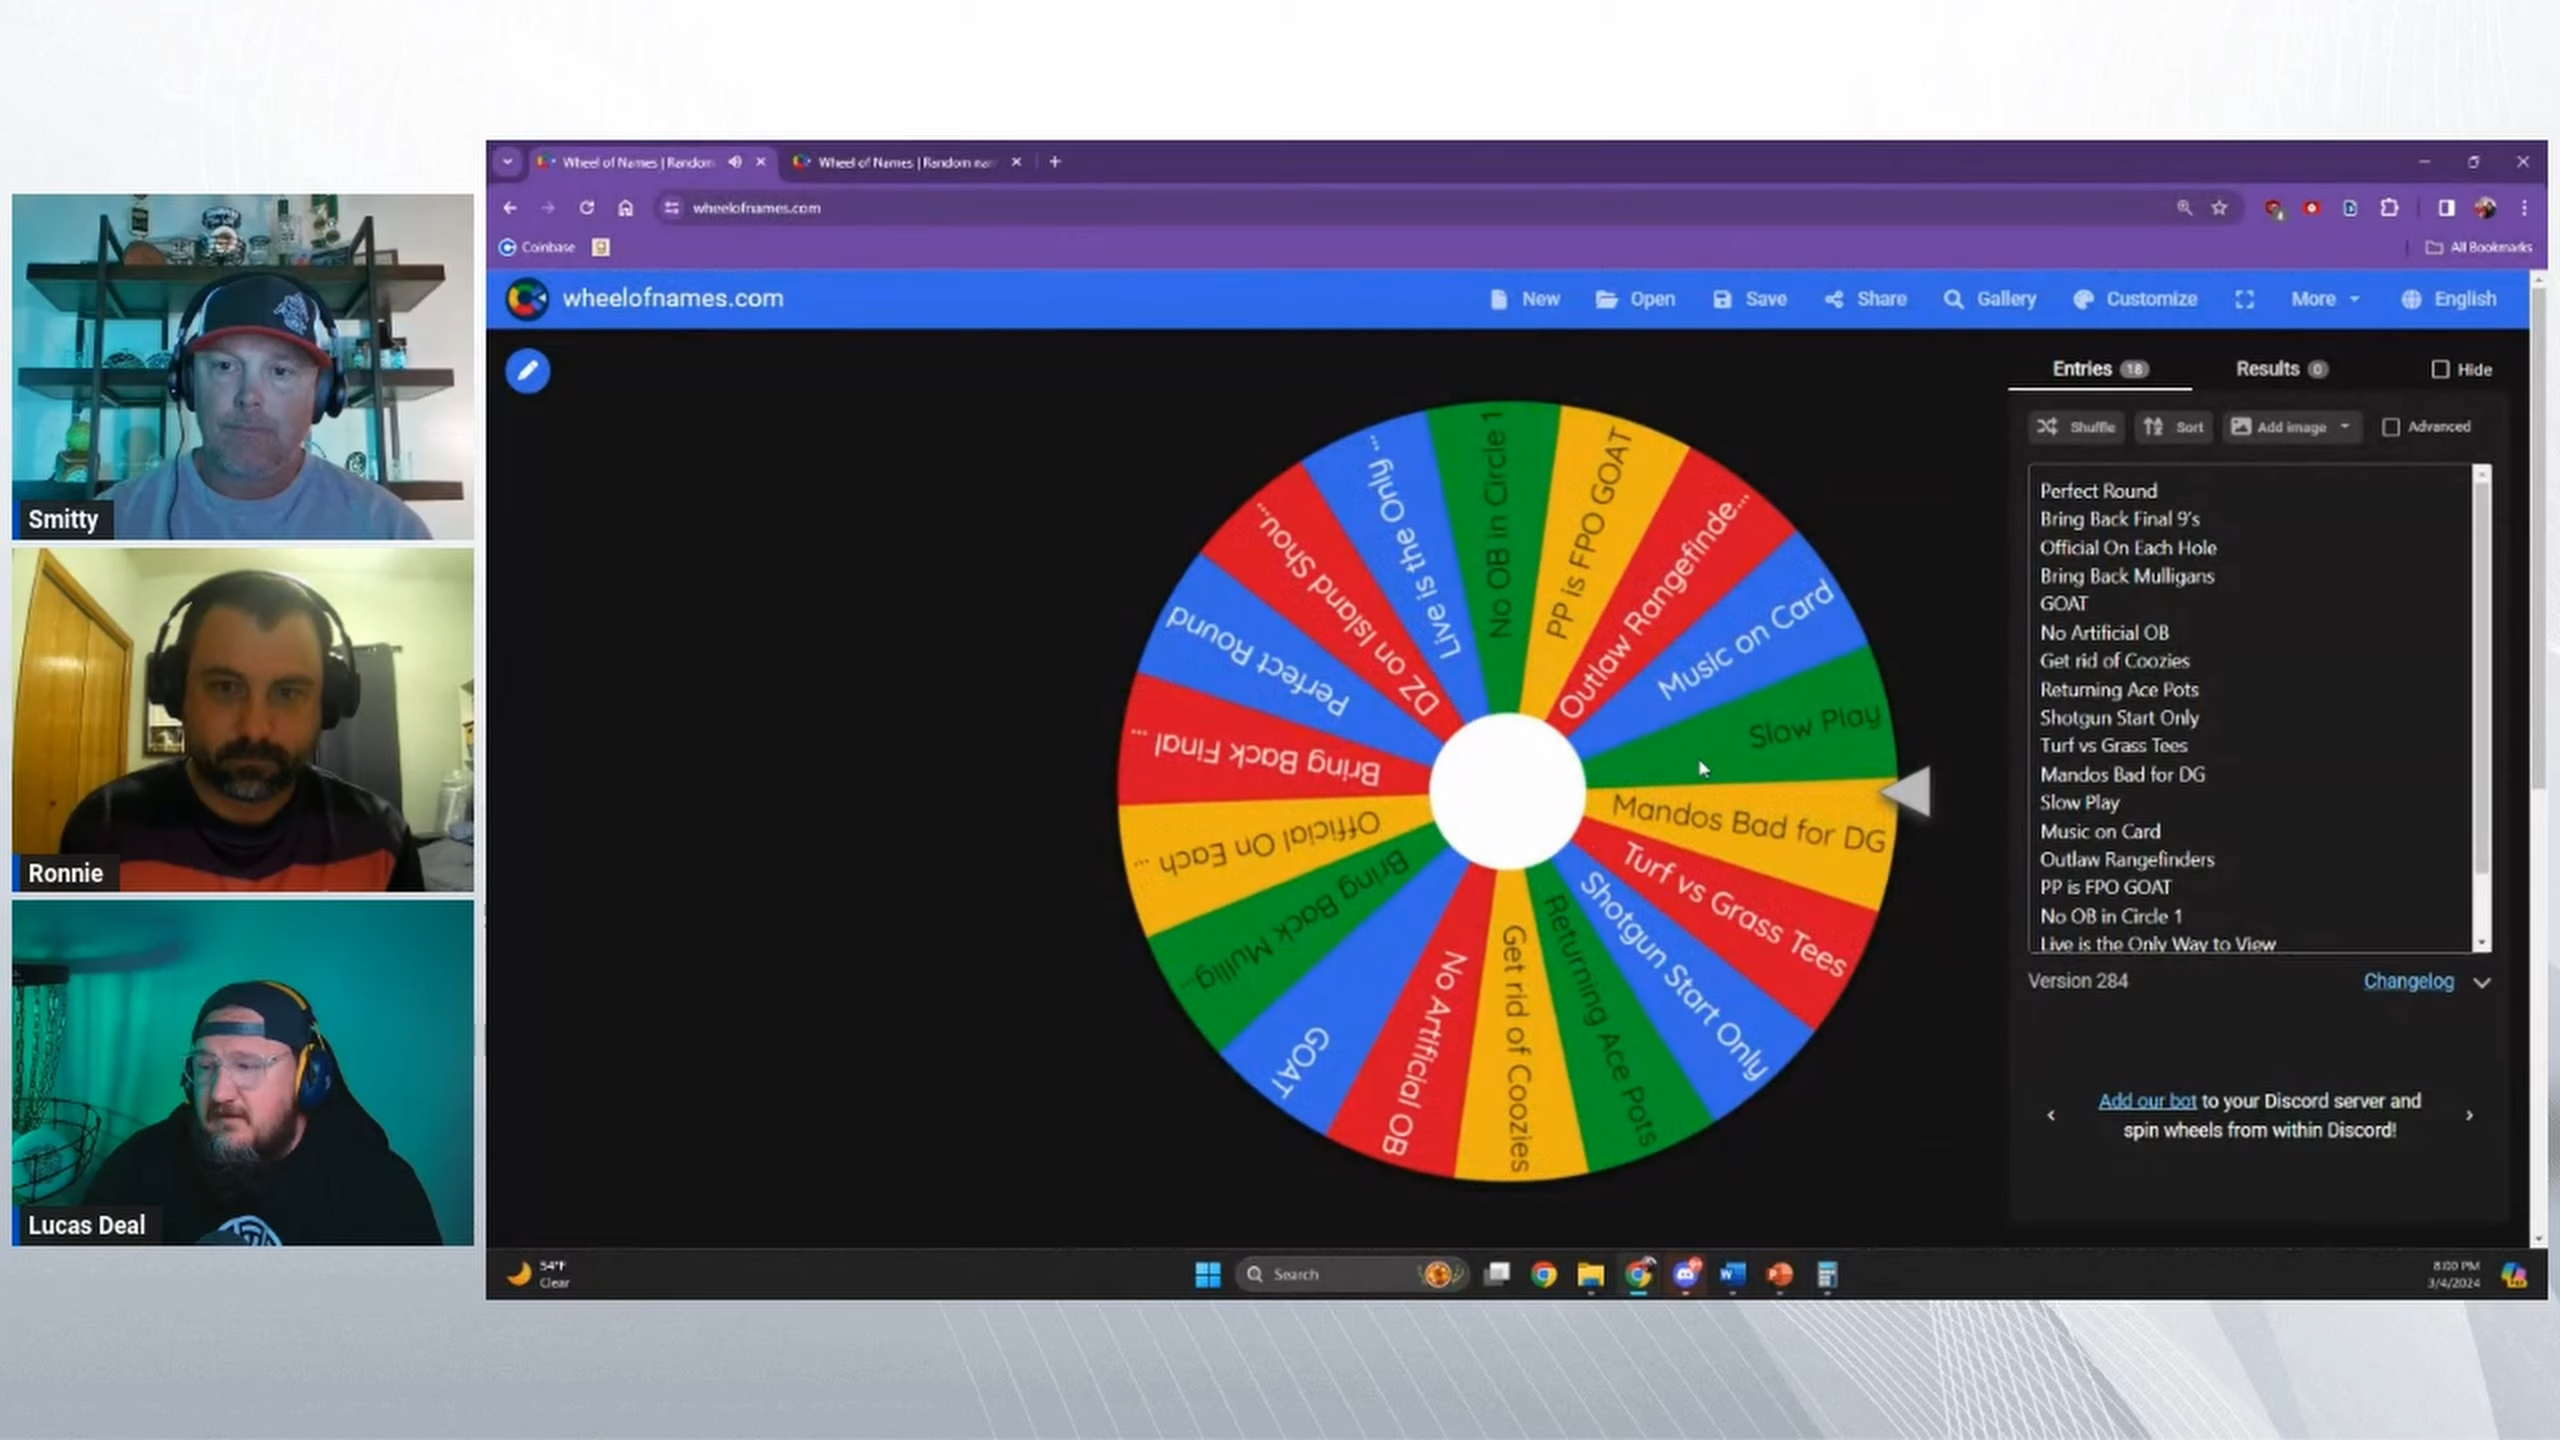 Wheel of Names | Random
Wheel of Names | Random nam
wheelofnames.com
Coinbase
All Bookmarks
wheelofnames.com
New
Open
Save
Share
Gallery
Customize
More
English
Entries 18
Results 0
Hide
Shuffle
Sort
Add image
Advanced
Perfect Round
Bring Back Final 9's
Official On Each Hole
Bring Back Mulligans
GOAT
No Artificial OB
Get rid of Coozies
Returning Ace Pots
Shotgun Start Only
Turf vs Grass Tees
Mandos Bad for DG
Slow Play
Music on Card
Outlaw Rangefinders
PP is FPO GOAT
No OB in Circle 1
Live is the Only Way to View
Version 284
Changelog
Add our bot to your Discord server and
spin wheels from within Discord!
No OB in Circle 1
PP is FPO GOAT
Outlaw Rangefinde...
Music on Card
Slow Play
Mandos Bad for DG
Turf vs Grass Tees
Shotgun Start Only
Returning Ace Pots
Get rid of Coozies
No Artificial OB
GOAT
Bring Back Mullig...
Official On Each ...
Bring Back Final ...
Perfect Round
DZ on Island Shou...
Live is the Only ...
Smitty
Ronnie
Lucas Deal
54°F
Clear
Search
8:00 PM
3/4/2024